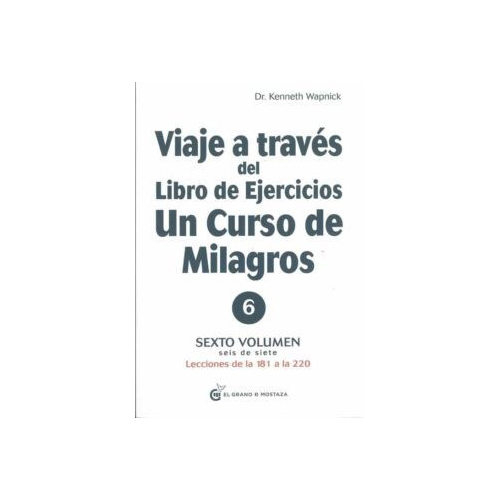 Dr. Kenneth Wapnick
Viaje a través
del
Libro de Ejercicios
Un Curso de
Milagros
6
SEXTO VOLUMEN
seis de siete
Lecciones de la 181 a la 220
EL GRANO DE MOSTAZA